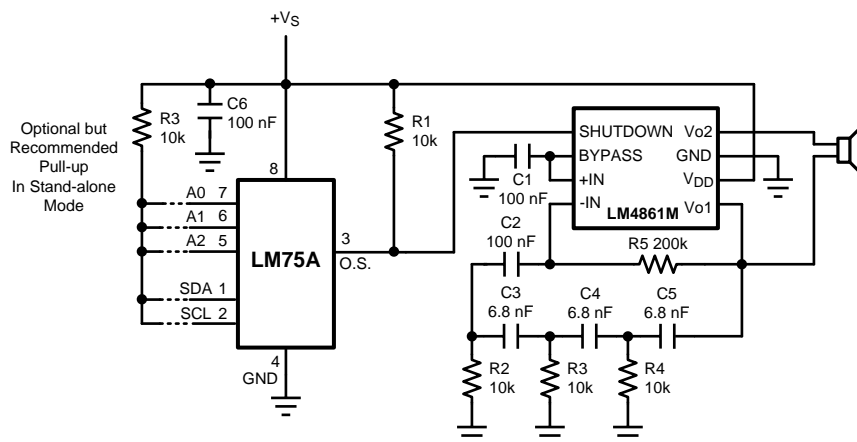 +VS
C6
100 nF
R3
10k
Optional but
Recommended
Pull-up
In Stand-alone
Mode
R1
10k
8
A0 7
A1 6
A2 5
SDA 1
SCL 2
LM75A
3
O.S.
4
GND
C1
100 nF
SHUTDOWN Vo2
BYPASS GND
+IN VDD
-IN Vo1
LM4861M
C2
100 nF
R5 200k
C3
6.8 nF
C4
6.8 nF
C5
6.8 nF
R2
10k
R3
10k
R4
10k